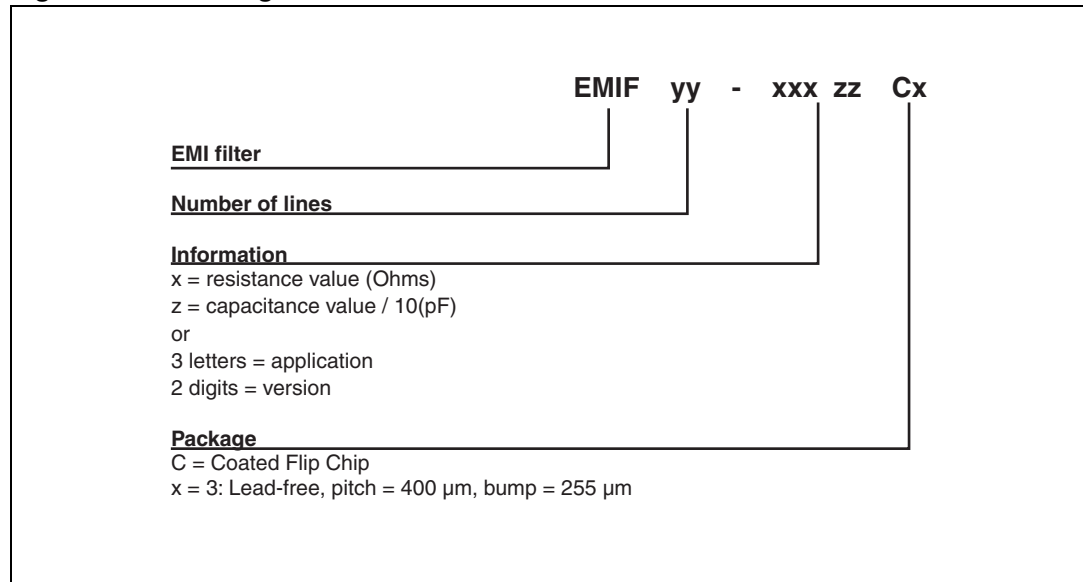 EMIF yy - xxx zz Cx
EMI filter
Number of lines
Information
x = resistance value (Ohms)
z = capacitance value / 10(pF)
or
3 letters = application
2 digits = version
Package
C = Coated Flip Chip
x = 3: Lead-free, pitch = 400 µm, bump = 255 µm